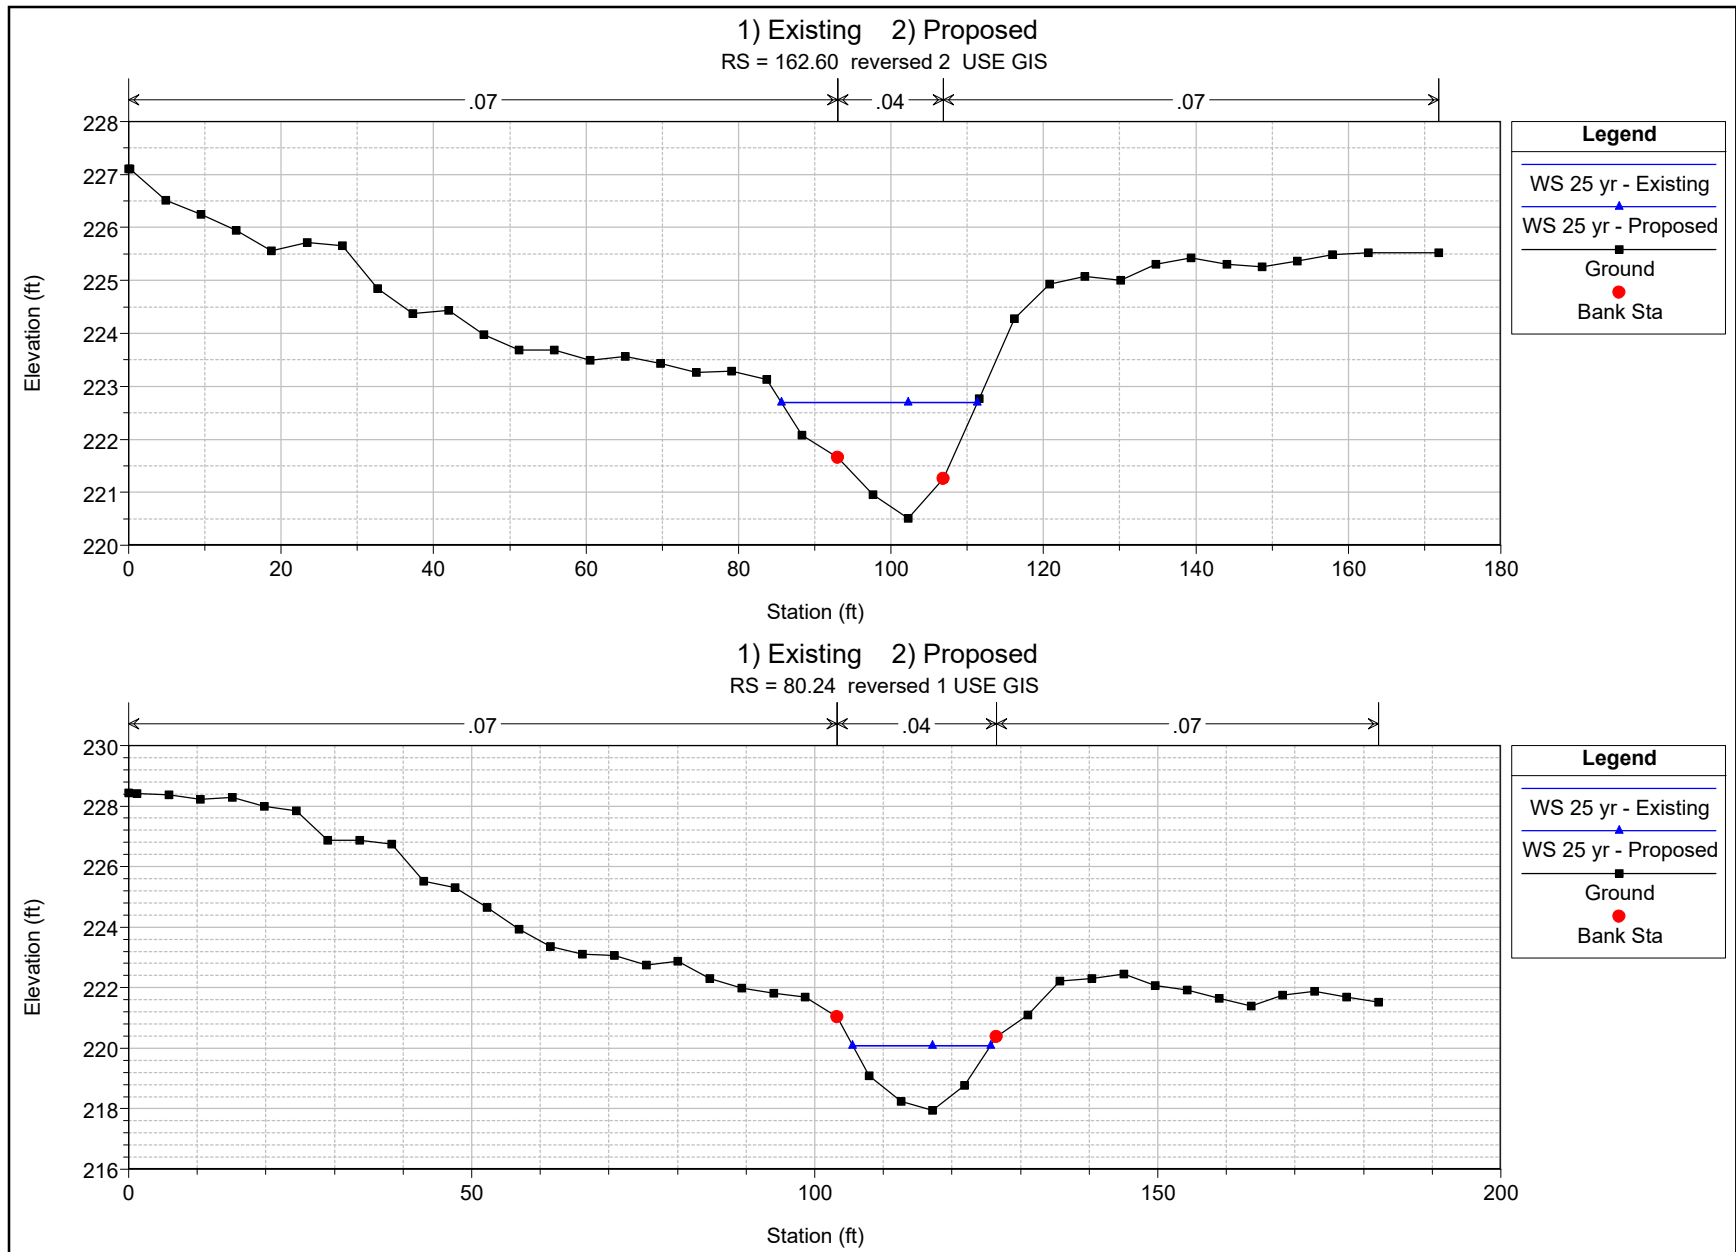 1) Existing    2) Proposed
RS = 162.60  reversed 2  USE GIS
.07 .04 .07
228
227
226
225
224
223
222
221
220
Elevation (ft)
0 20 40 60 80 100 120 140 160 180
Station (ft)
Legend
WS 25 yr - Existing
WS 25 yr - Proposed
Ground
Bank Sta
1) Existing    2) Proposed
RS = 80.24  reversed 1 USE GIS
.07 .04 .07
230
228
226
224
222
220
218
216
Elevation (ft)
0 50 100 150 200
Station (ft)
Legend
WS 25 yr - Existing
WS 25 yr - Proposed
Ground
Bank Sta